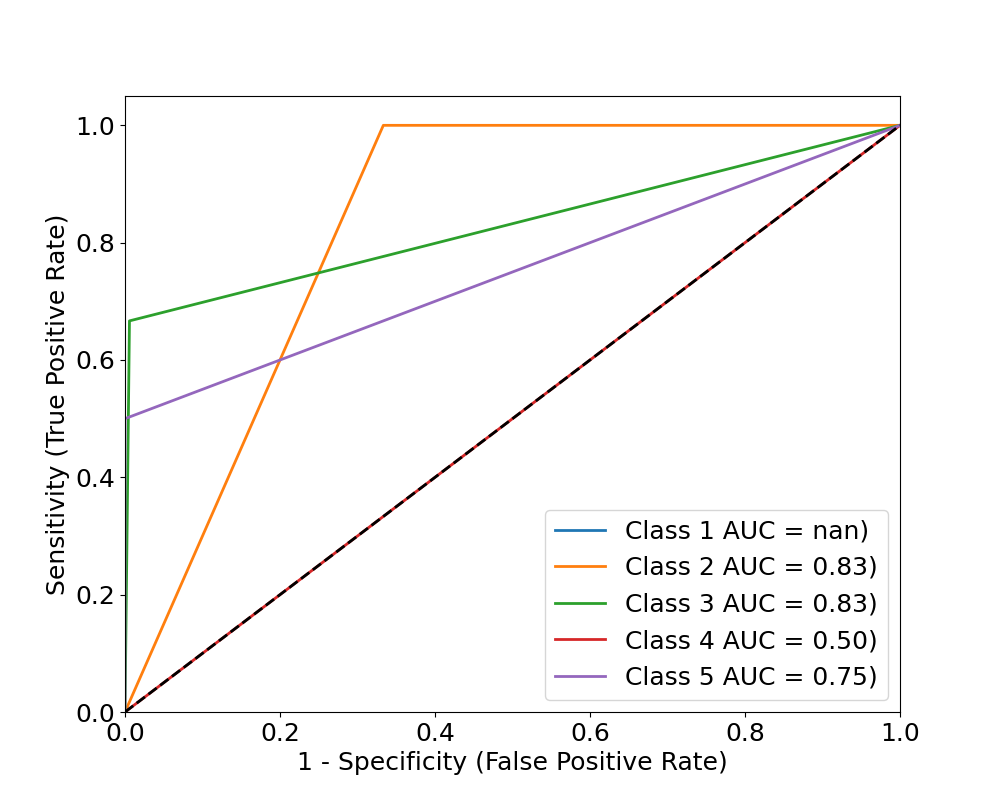 1.0
0.8
0.6
0.4
0.2
0.0
Sensitivity (True Positive Rate)
Class 1 AUC = nan)
Class 2 AUC = 0.83)
Class 3 AUC = 0.83)
Class 4 AUC = 0.50)
Class 5 AUC = 0.75)
0.0 0.2 0.4 0.6 0.8 1.0
1 - Specificity (False Positive Rate)